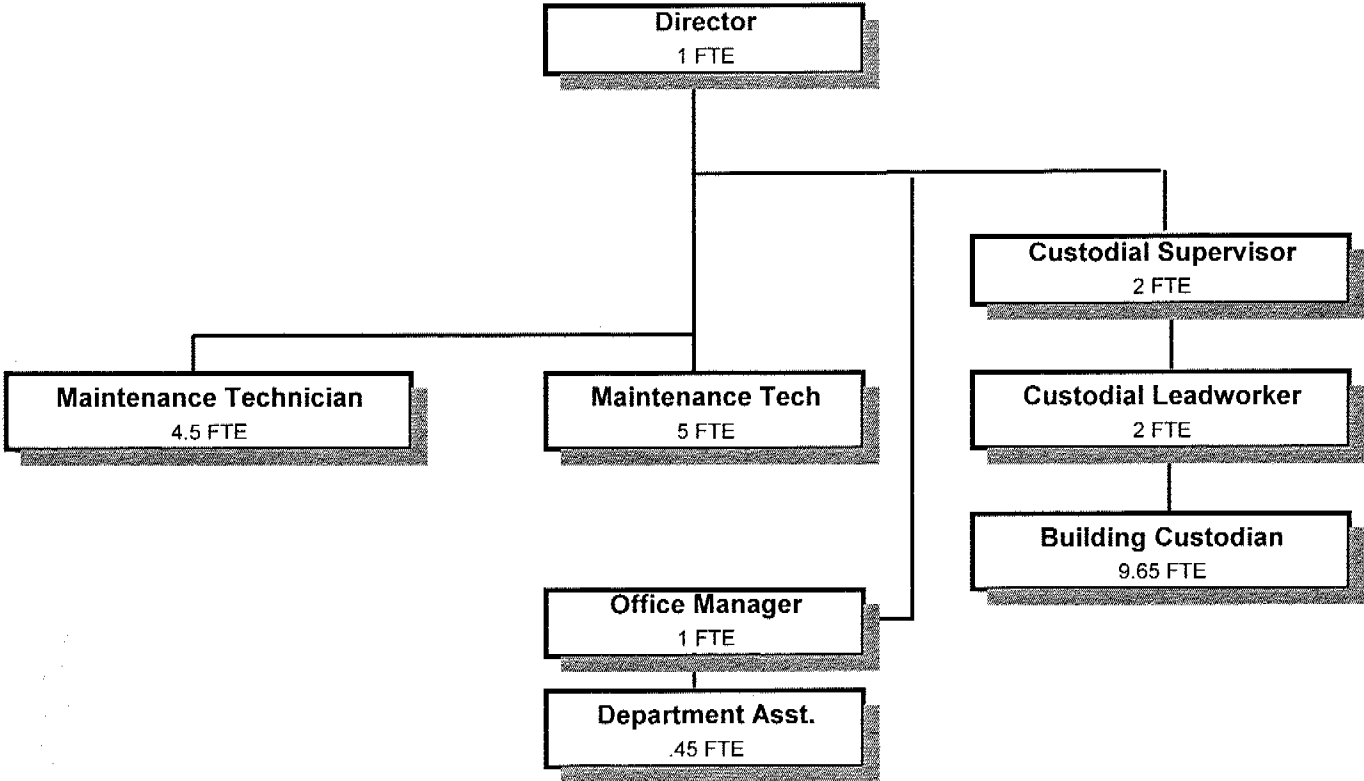 Director
1 FTE
Custodial Supervisor
2 FTE
Maintenance Technician
4.5 FTE
Maintenance Tech
5 FTE
Custodial Leadworker
2 FTE
Building Custodian
9.65 FTE
Office Manager
1 FTE
Department Asst.
.45 FTE